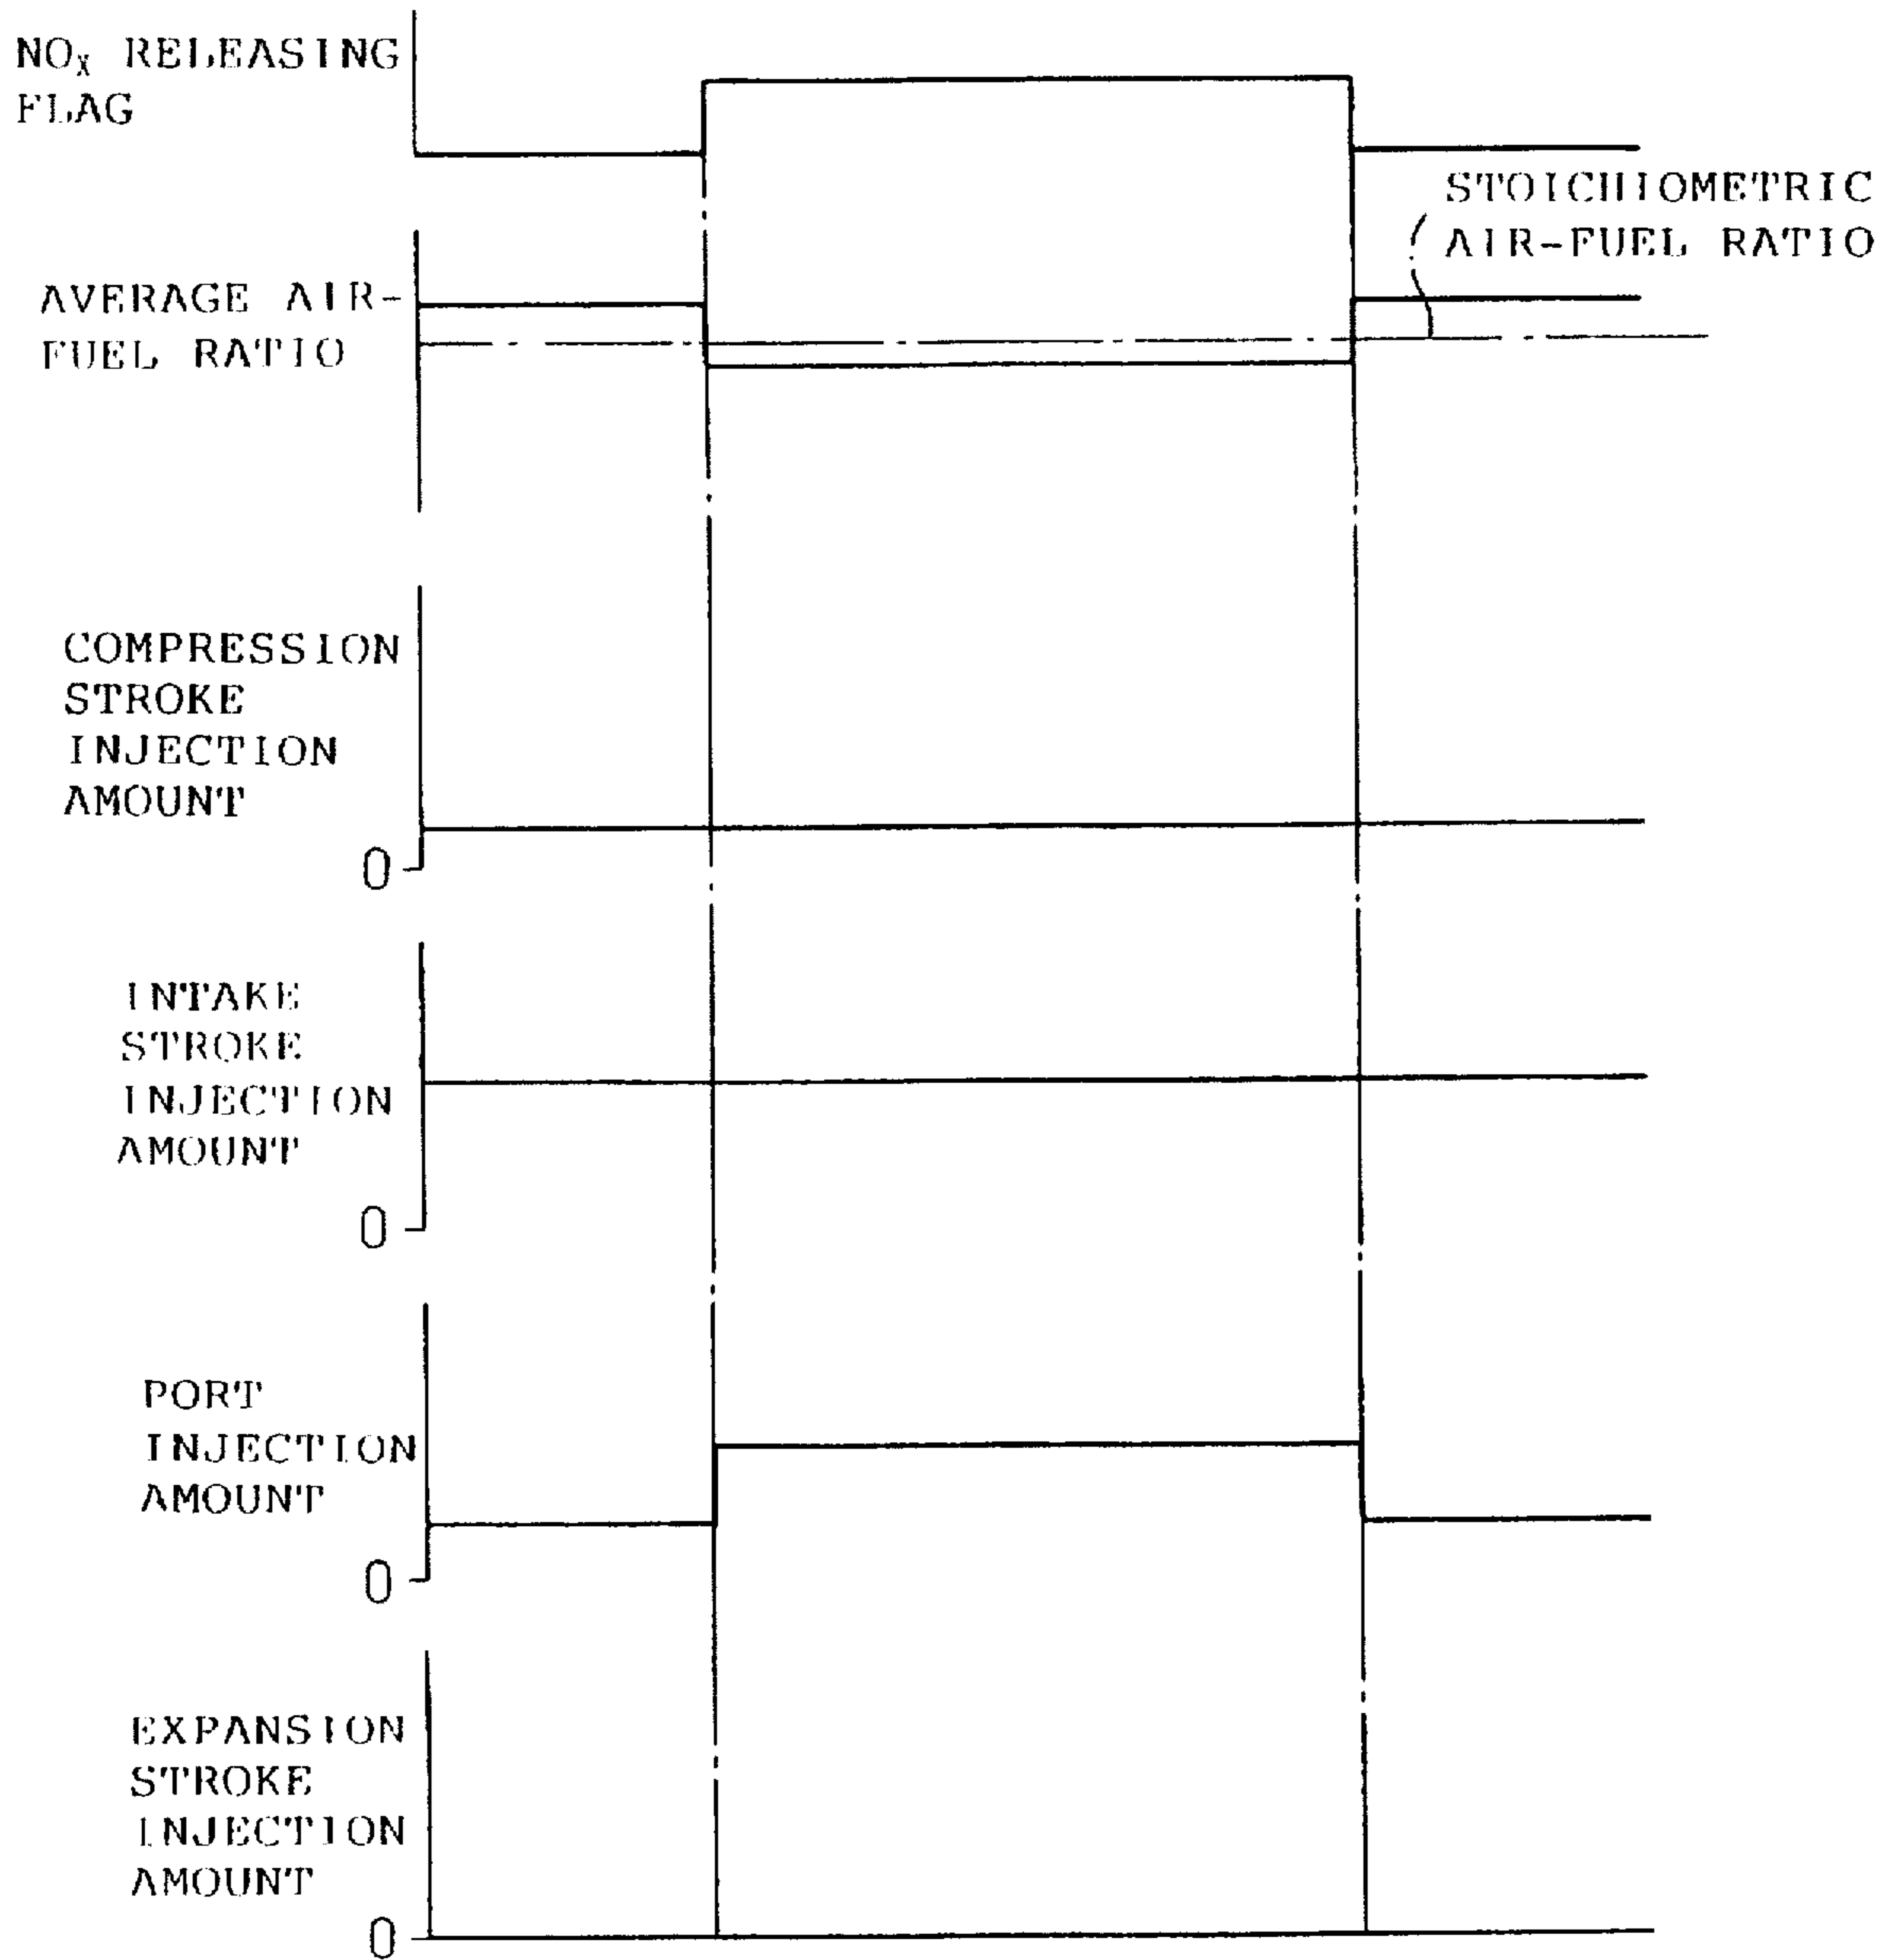 NOx RELEASING
FLAG
STOICHIOMETRIC
AIR-FUEL RATIO
AVERAGE AIR-
FUEL RATIO
COMPRESSION
STROKE
INJECTION
AMOUNT
0
INTAKE
STROKE
INJECTION
AMOUNT
0
PORT
INJECTION
AMOUNT
0
EXPANSION
STROKE
INJECTION
AMOUNT
0